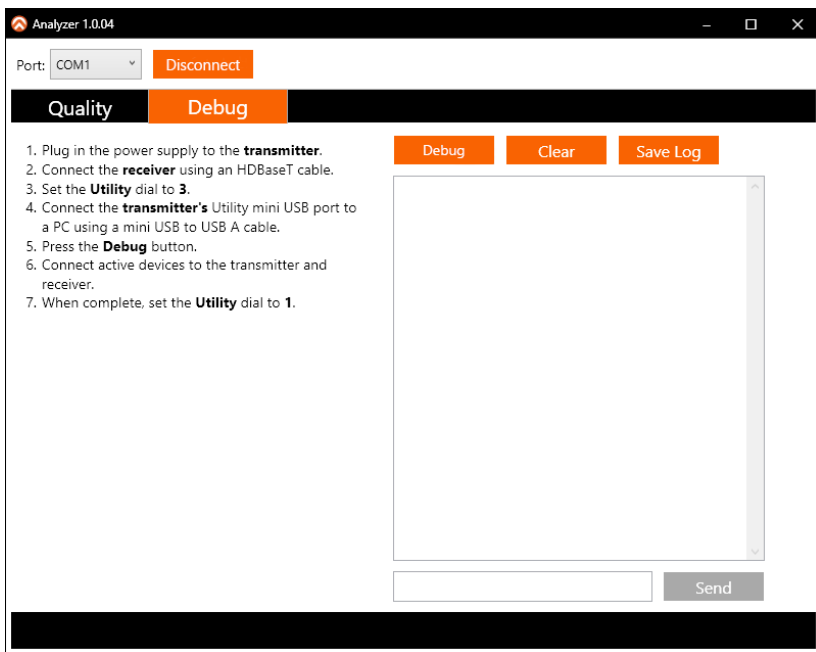 Analyzer 1.0.04
Port: COM1 Disconnect
Quality Debug
1. Plug in the power supply to the transmitter.
2. Connect the receiver using an HDBaseT cable.
3. Set the Utility dial to 3.
4. Connect the transmitter's Utility mini USB port to
a PC using a mini USB to USB A cable.
5. Press the Debug button.
6. Connect active devices to the transmitter and
receiver.
7. When complete, set the Utility dial to 1.
Debug Clear Save Log
Send